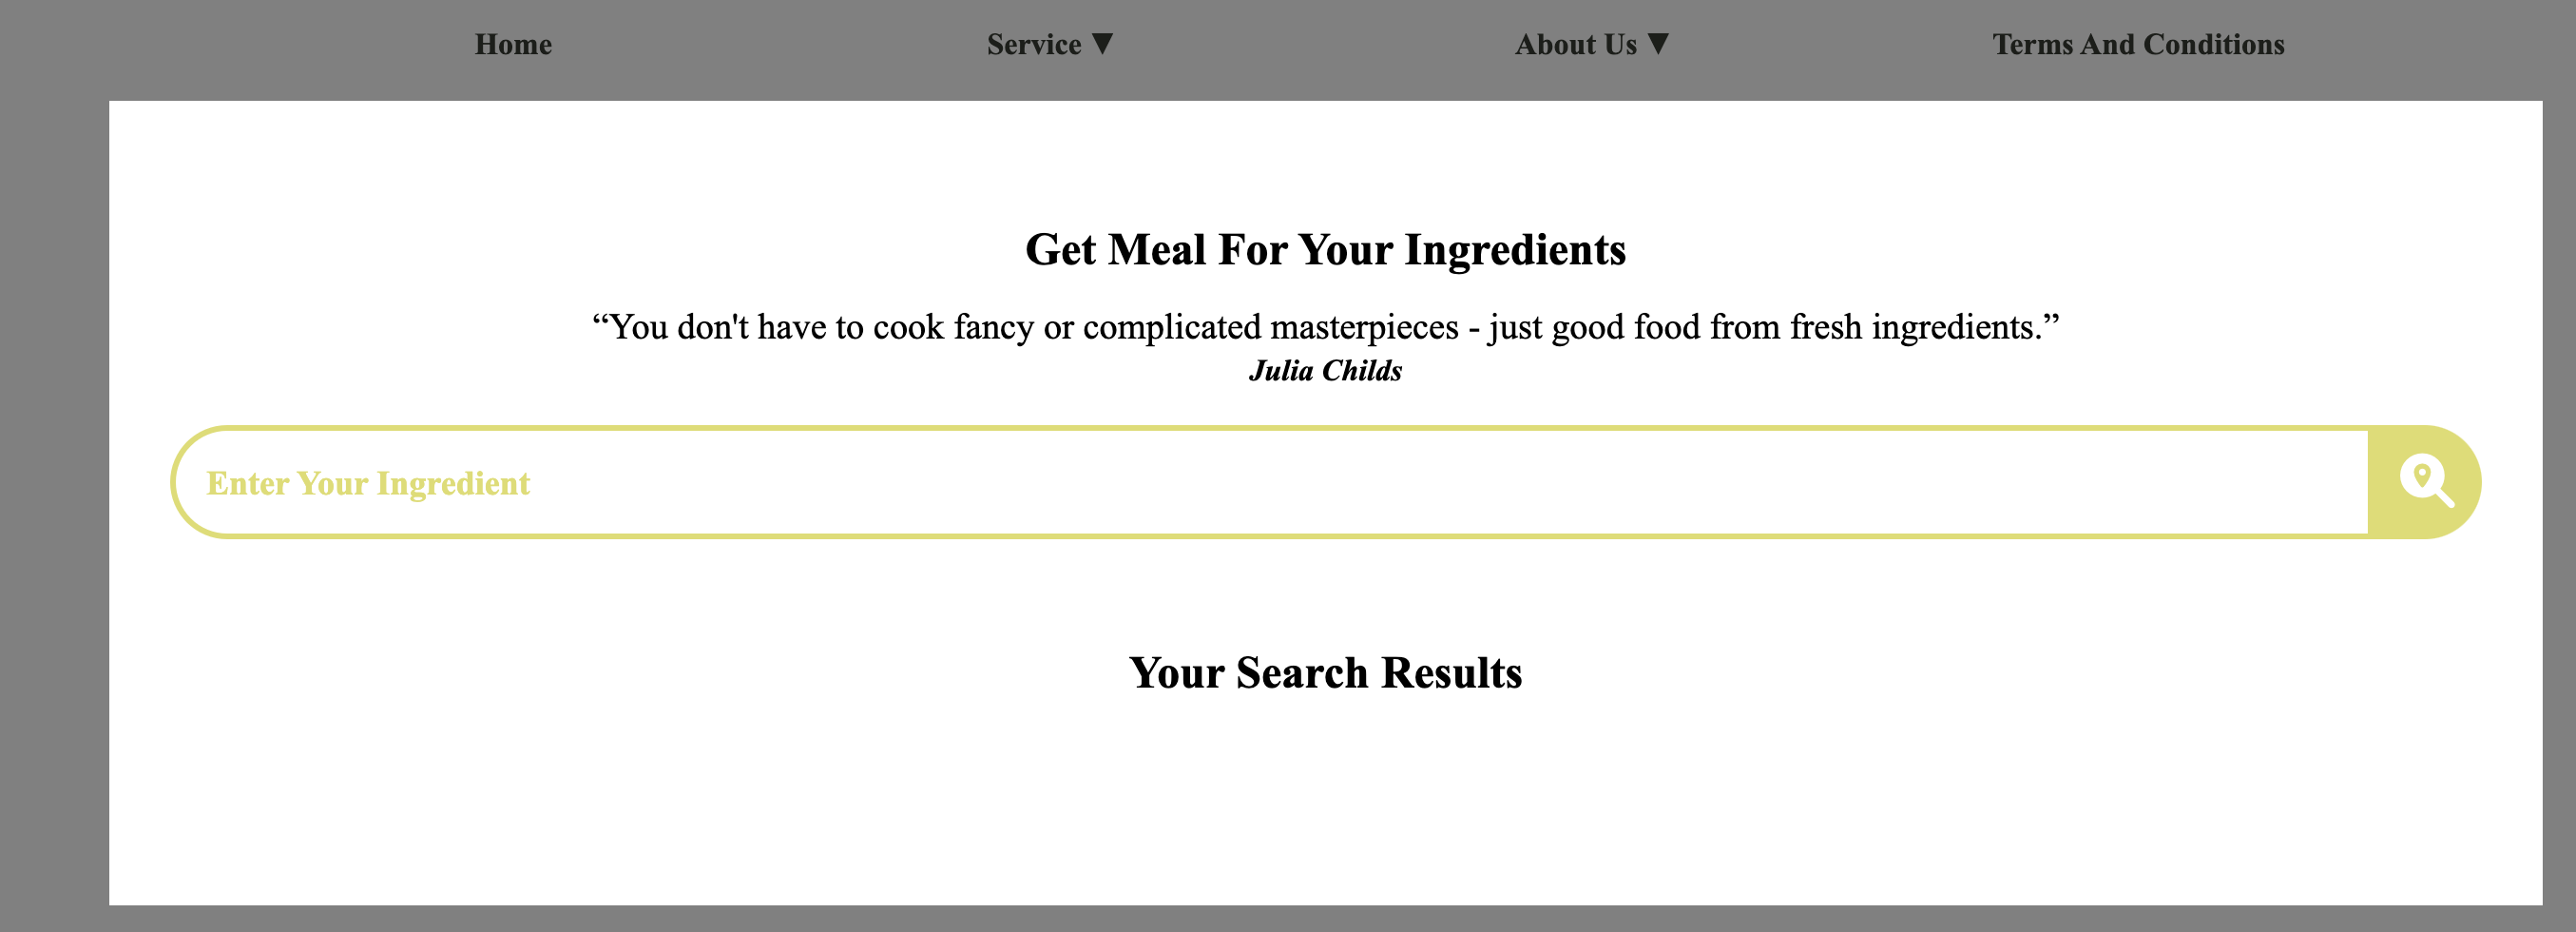 Home Service ▼ About Us ▼ Terms And Conditions
Get Meal For Your Ingredients
“You don't have to cook fancy or complicated masterpieces - just good food from fresh ingredients.”
Julia Childs
Enter Your Ingredient
Your Search Results